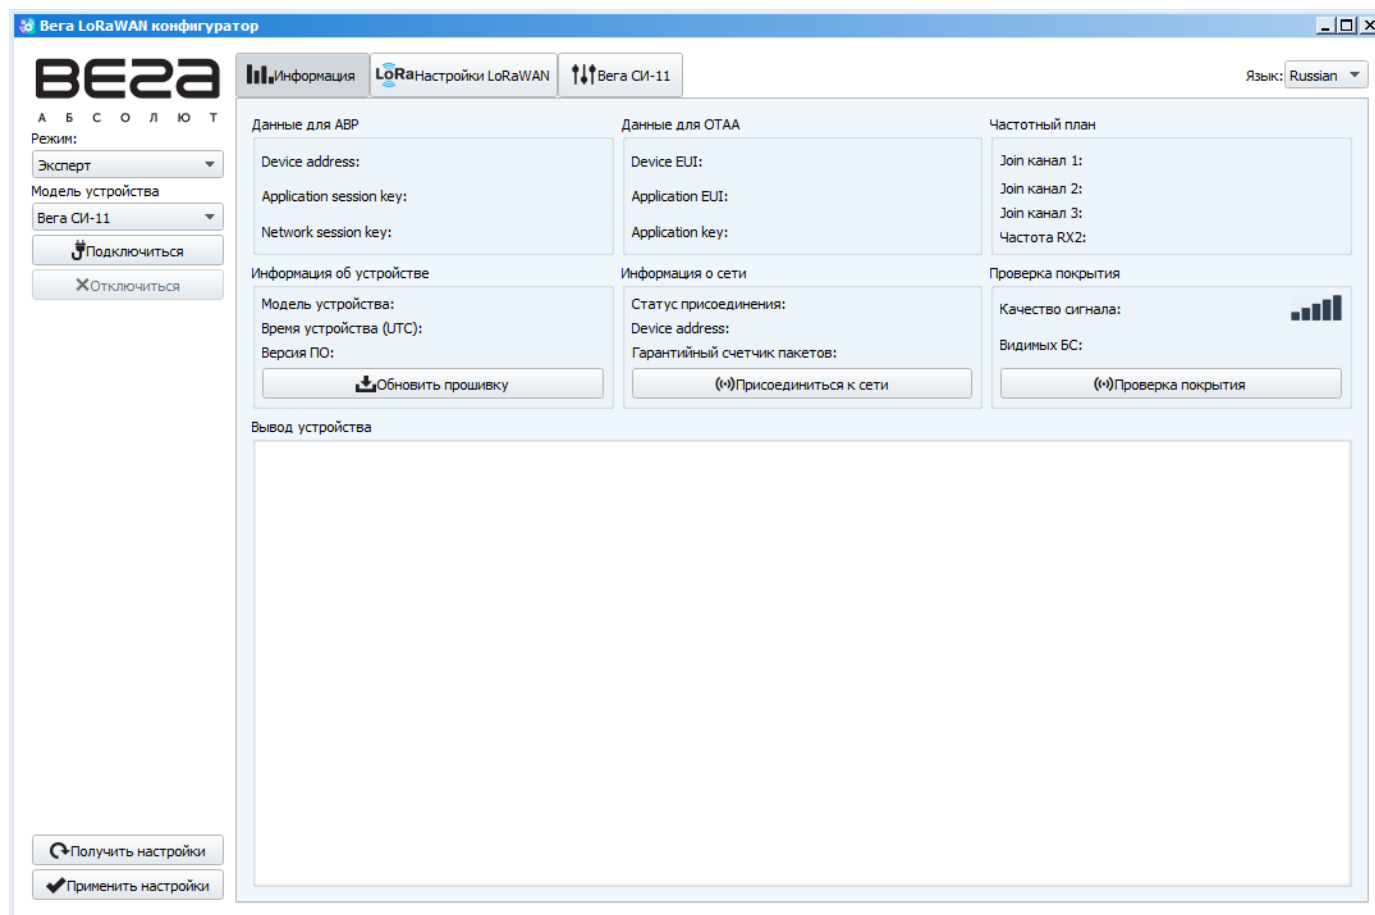 Вега LoRaWAN конфигуратор
ВЕГА
АБСОЛЮТ
Режим:
Эксперт
Модель устройства
Вега СИ-11
Подключиться
Отключиться
Получить настройки
Применить настройки
Информация
LoRa Настройки LoRaWAN
Вега СИ-11
Язык: Russian
Данные для ABP
Device address:
Application session key:
Network session key:
Данные для OTAA
Device EUI:
Application EUI:
Application key:
Частотный план
Join канал 1:
Join канал 2:
Join канал 3:
Частота RX2:
Информация об устройстве
Модель устройства:
Время устройства (UTC):
Версия ПО:
Обновить прошивку
Информация о сети
Статус присоединения:
Device address:
Гарантийный счетчик пакетов:
Присоединиться к сети
Проверка покрытия
Качество сигнала:
Видимых БС:
Проверка покрытия
Вывод устройства